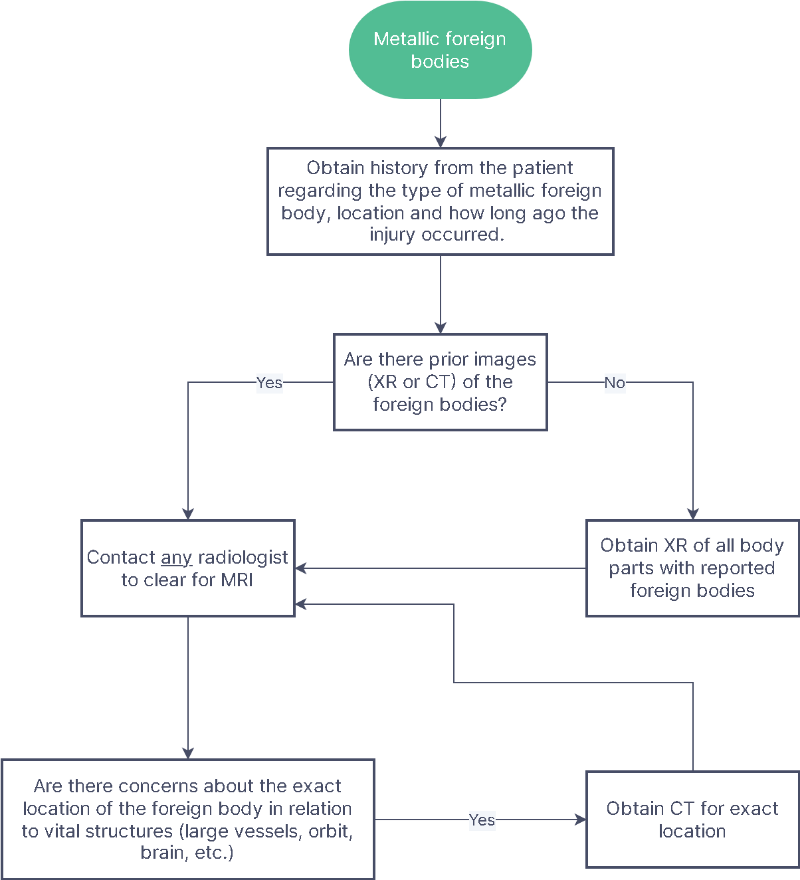 Metallic foreign
bodies
Obtain history from the patient
regarding the type of metallic foreign
body, location and how long ago the
injury occurred.
Are there prior images
(XR or CT) of the
foreign bodies?
Yes
No
Contact any radiologist
to clear for MRI
Obtain XR of all body
parts with reported
foreign bodies
Are there concerns about the exact
location of the foreign body in relation
to vital structures (large vessels, orbit,
brain, etc.)
Yes
Obtain CT for exact
location